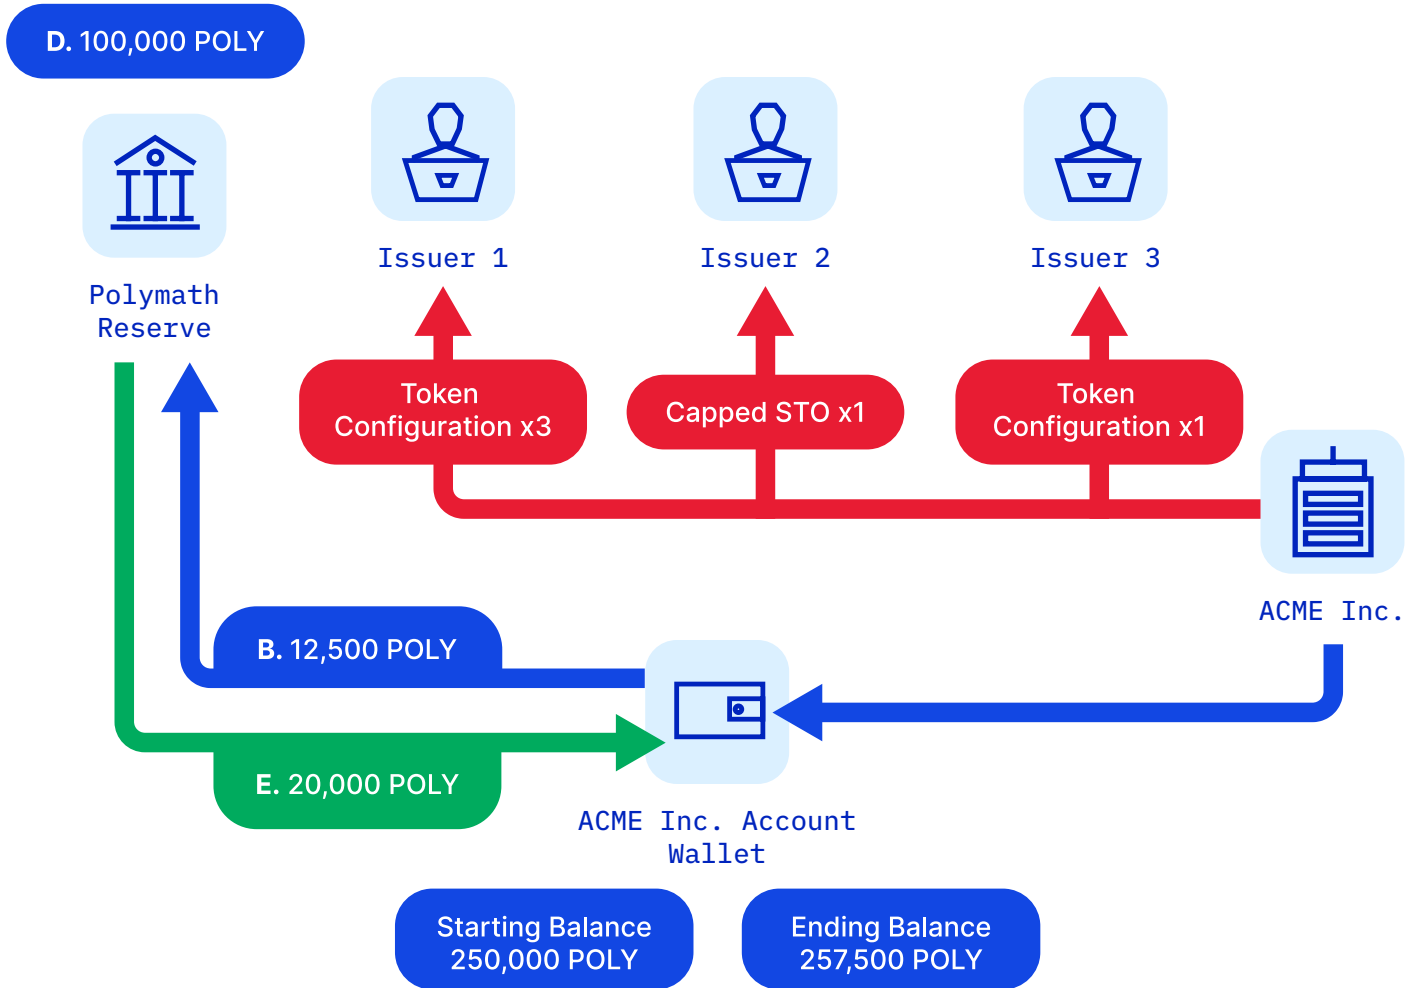 D. 100,000 POLY
Issuer 1
Issuer 2
Issuer 3
Polymath
Reserve
Token
Configuration x3
Capped STO x1
Token
Configuration x1
ACME Inc.
B. 12,500 POLY
E. 20,000 POLY
ACME Inc. Account
Wallet
Starting Balance
250,000 POLY
Ending Balance
257,500 POLY